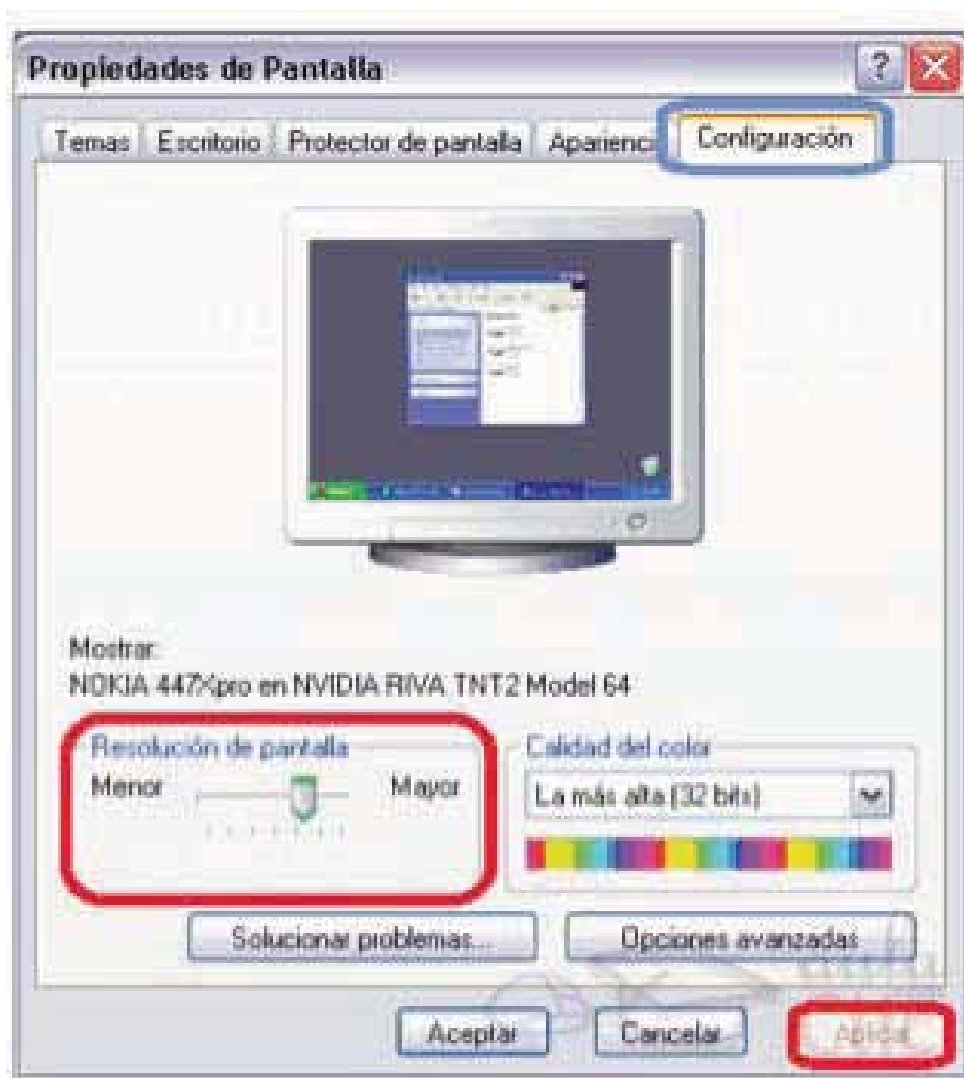 Propiedades de Pantalla
Temas Escritorio Protector de pantalla Aparienci Configuración
Mostrar:
NOKIA 447Xpro en NVIDIA RIVA TNT2 Model 64
Resolución de pantalla
Menor Mayor
Calidad del color
La más alta (32 bits)
Solucionar problemas... Opciones avanzadas
Aceptar Cancelar Aplicar